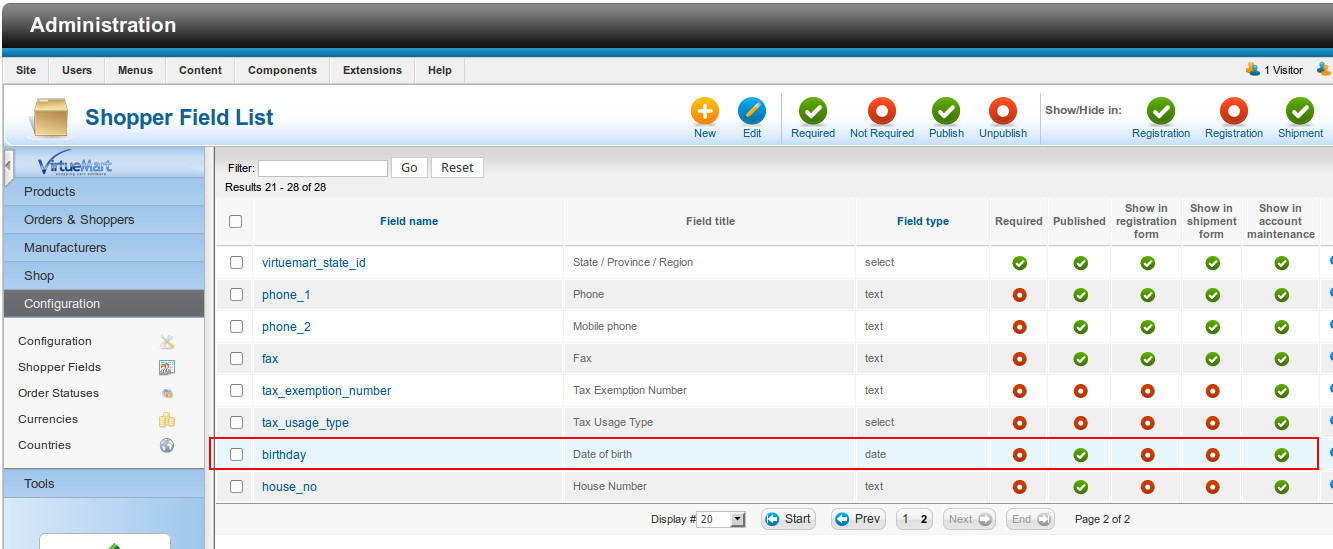 Administration
Site Users Menus Content Components Extensions Help 1 Visitor
Shopper Field List
New Edit Required Not Required Publish Unpublish Show/Hide in: Registration Registration Shipment
VirtueMart
shopping cart software
Products
Orders & Shoppers
Manufacturers
Shop
Configuration
Configuration
Shopper Fields
Order Statuses
Currencies
Countries
Tools
Filter: Go Reset
Results 21 - 28 of 28
Field name Field title Field type Required Published Show in registration form Show in shipment form Show in account maintenance
virtuemart_state_id State / Province / Region select
phone_1 Phone text
phone_2 Mobile phone text
fax Fax text
tax_exemption_number Tax Exemption Number text
tax_usage_type Tax Usage Type select
birthday Date of birth date
house_no House Number text
Display # 20 Start Prev 1 2 Next End Page 2 of 2